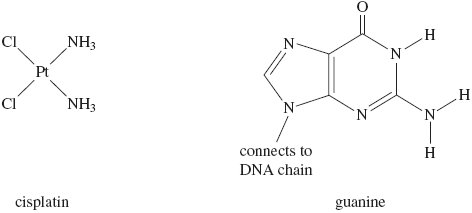 Cl NH₃
Pt
Cl NH₃
cisplatin
O
N N H
N N N H
H
connects to
DNA chain
guanine